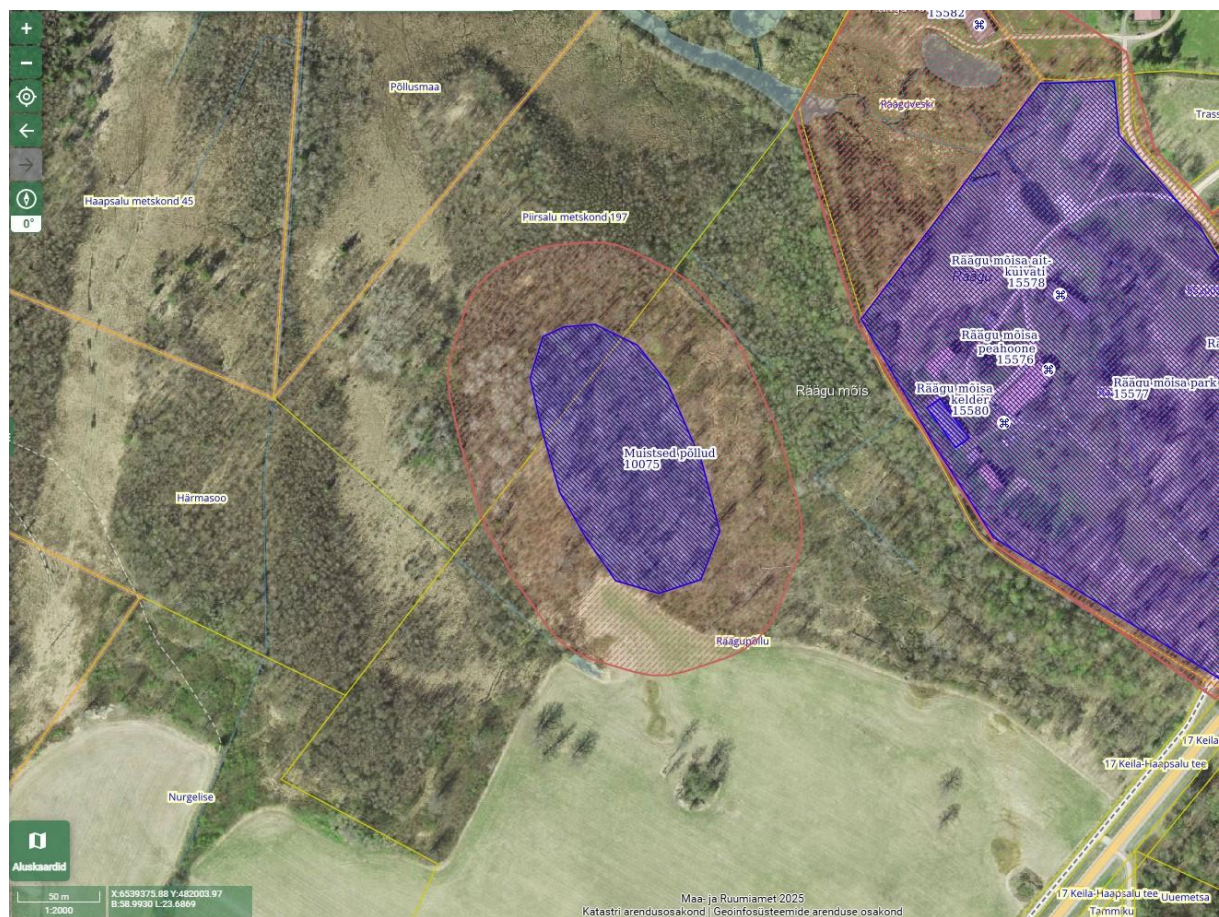 15582
Põllusmaa
Rääguvesk
Trass
Haapsalu metskond 45
0°
Piirsalu metskond 197
Räägu mõisa ait-
kuivati
15578
Räägu
Räägu mõisa
peahoone
15576
Räägu mõisa park
15577
Räägu mõisa
kelder
15580
Räägu mõis
Muistsed põllud
10075
Härmasoo
Räägupõllu
17 Keila-
17 Keila-Haapsalu tee
Nurgelise
Aluskaardid
50 m
1:2000
X:6539375.88 Y:482003.97
B:58.9930 L:23.6869
Maa- ja Ruumiamet 2025
Katastri arendusosakond | Geoinfosüsteemide arenduse osakond
17 Keila-Haapsalu tee
Uuemetsa
Tammiku